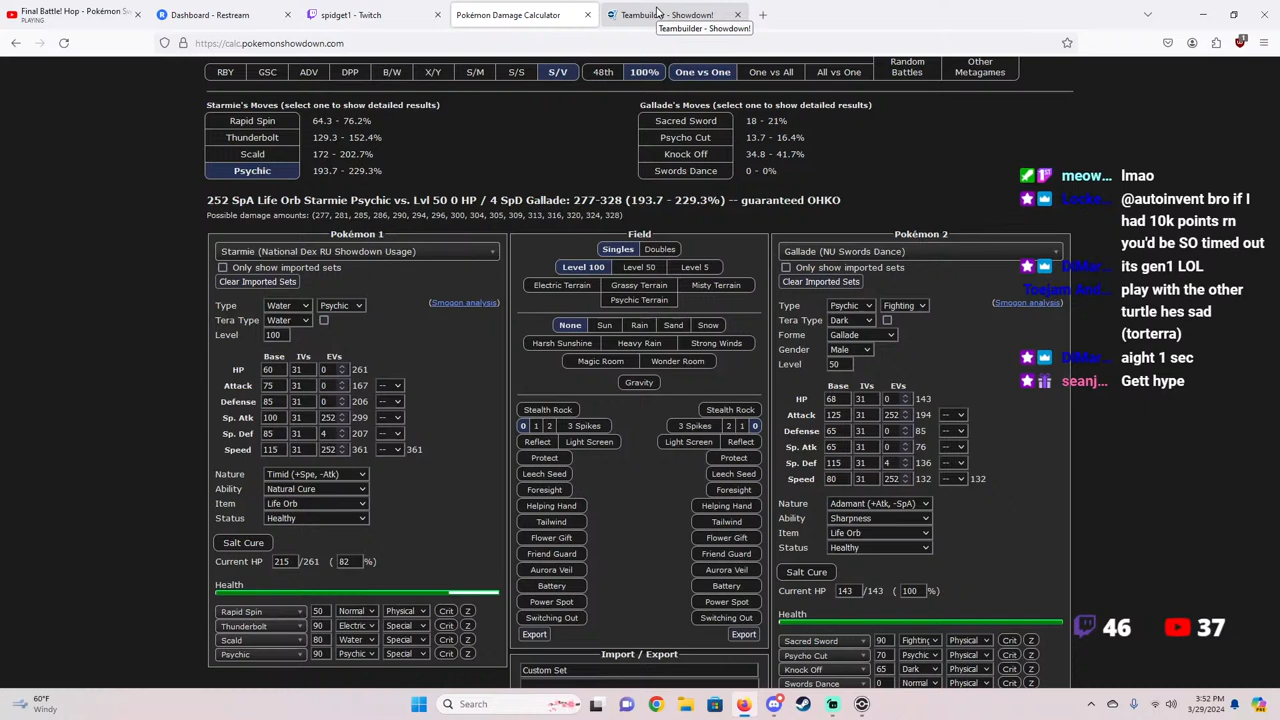 Final Battle! Hop - Pokémon Sw
PLAYING
Dashboard - Restream
spidget1 - Twitch
Pokémon Damage Calculator
Teambuilder - Showdown!
https://calc.pokemonshowdown.com
Teambuilder - Showdown!
RBY GSC ADV DPP B/W X/Y S/M S/S S/V 48th 100% One vs One One vs All All vs One Random Battles Other Metagames
Starmie's Moves (select one to show detailed results)
Rapid Spin 64.3 - 76.2%
Thunderbolt 129.3 - 152.4%
Scald 172 - 202.7%
Psychic 193.7 - 229.3%
Gallade's Moves (select one to show detailed results)
Sacred Sword 18 - 21%
Psycho Cut 13.7 - 16.4%
Knock Off 34.8 - 41.7%
Swords Dance 0 - 0%
252 SpA Life Orb Starmie Psychic vs. Lvl 50 0 HP / 4 SpD Gallade: 277-328 (193.7 - 229.3%) -- guaranteed OHKO
Possible damage amounts: (277, 281, 285, 287, 290, 294, 296, 300, 304, 305, 309, 313, 316, 320, 324, 328)
Pokémon 1
Starmie (National Dex RU Showdown Usage)
Only show imported sets
Clear Imported Sets
Type Water Psychic (Smogon analysis)
Tera Type Water
Level 100
Base IVs EVs
HP 60 31 0 261
Attack 75 31 0 167 --
Defense 85 31 0 206 --
Sp. Atk 100 31 252 299 --
Sp. Def 85 31 4 207 --
Speed 115 31 252 361 -- 361
Nature Timid (+Spe, -Atk)
Ability Natural Cure
Item Life Orb
Status Healthy
Salt Cure
Current HP 215 /261 ( 82 %)
Health
Rapid Spin 50 Normal Physical Crit Z
Thunderbolt 90 Electric Special Crit Z
Scald 80 Water Special Crit Z
Psychic 90 Psychic Special Crit Z
Field
Singles Doubles
Level 100 Level 50 Level 5
Electric Terrain Grassy Terrain Misty Terrain
Psychic Terrain
None Sun Rain Sand Snow
Harsh Sunshine Heavy Rain Strong Winds
Magic Room Wonder Room
Gravity
Stealth Rock Stealth Rock
0 1 2 3 Spikes 3 Spikes 2 1 0
Reflect Light Screen Light Screen Reflect
Protect Protect
Leech Seed Leech Seed
Foresight Foresight
Helping Hand Helping Hand
Tailwind Tailwind
Flower Gift Flower Gift
Friend Guard Friend Guard
Aurora Veil Aurora Veil
Battery Battery
Power Spot Power Spot
Switching Out Switching Out
Export Export
Import / Export
Custom Set
Pokémon 2
Gallade (NU Swords Dance)
Only show imported sets
Clear Imported Sets
Type Psychic Fighting (Smogon analysis)
Tera Type Dark
Forme Gallade
Gender Male
Level 50
Base IVs EVs
HP 68 31 0 143
Attack 125 31 252 194 --
Defense 65 31 0 85 --
Sp. Atk 65 31 0 76 --
Sp. Def 115 31 4 136 --
Speed 80 31 252 132 -- 132
Nature Adamant (+Atk, -SpA)
Ability Sharpness
Item Life Orb
Status Healthy
Salt Cure
Current HP 143 /143 ( 100 %)
Health
Sacred Sword 90 Fighting Physical Crit Z
Psycho Cut 70 Psychic Physical Crit Z
Knock Off 65 Dark Physical Crit Z
Swords Dance 0 Normal Physical Crit Z
meow... lmao
Locke... @autoinvent bro if I
had 10k points rn
you'd be SO timed out
DiMar... its gen1 LOL
Toejam And... play with the other
turtle hes sad
(torterra)
DiMar... aight 1 sec
seanj... Gett hype
46 37
60°F
Windy
Search
3:52 PM
3/29/2024